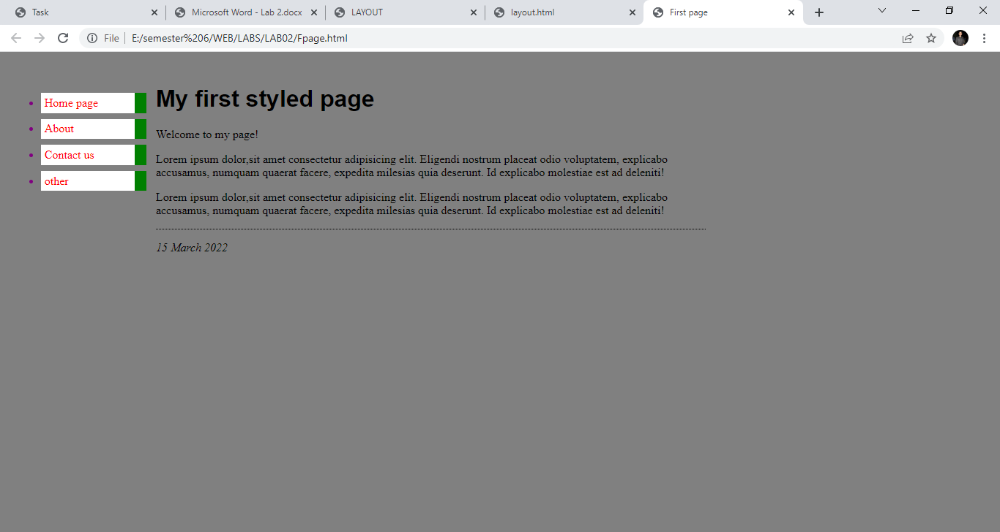 Task
Microsoft Word - Lab 2.docx
LAYOUT
layout.html
First page
File
E:/semester%206/WEB/LABS/LAB02/Fpage.html
Home page
About
Contact us
other
My first styled page
Welcome to my page!
Lorem ipsum dolor,sit amet consectetur adipisicing elit. Eligendi nostrum placeat odio voluptatem, explicabo
accusamus, numquam quaerat facere, expedita milesias quia deserunt. Id explicabo molestiae est ad deleniti!
Lorem ipsum dolor,sit amet consectetur adipisicing elit. Eligendi nostrum placeat odio voluptatem, explicabo
accusamus, numquam quaerat facere, expedita milesias quia deserunt. Id explicabo molestiae est ad deleniti!
15 March 2022